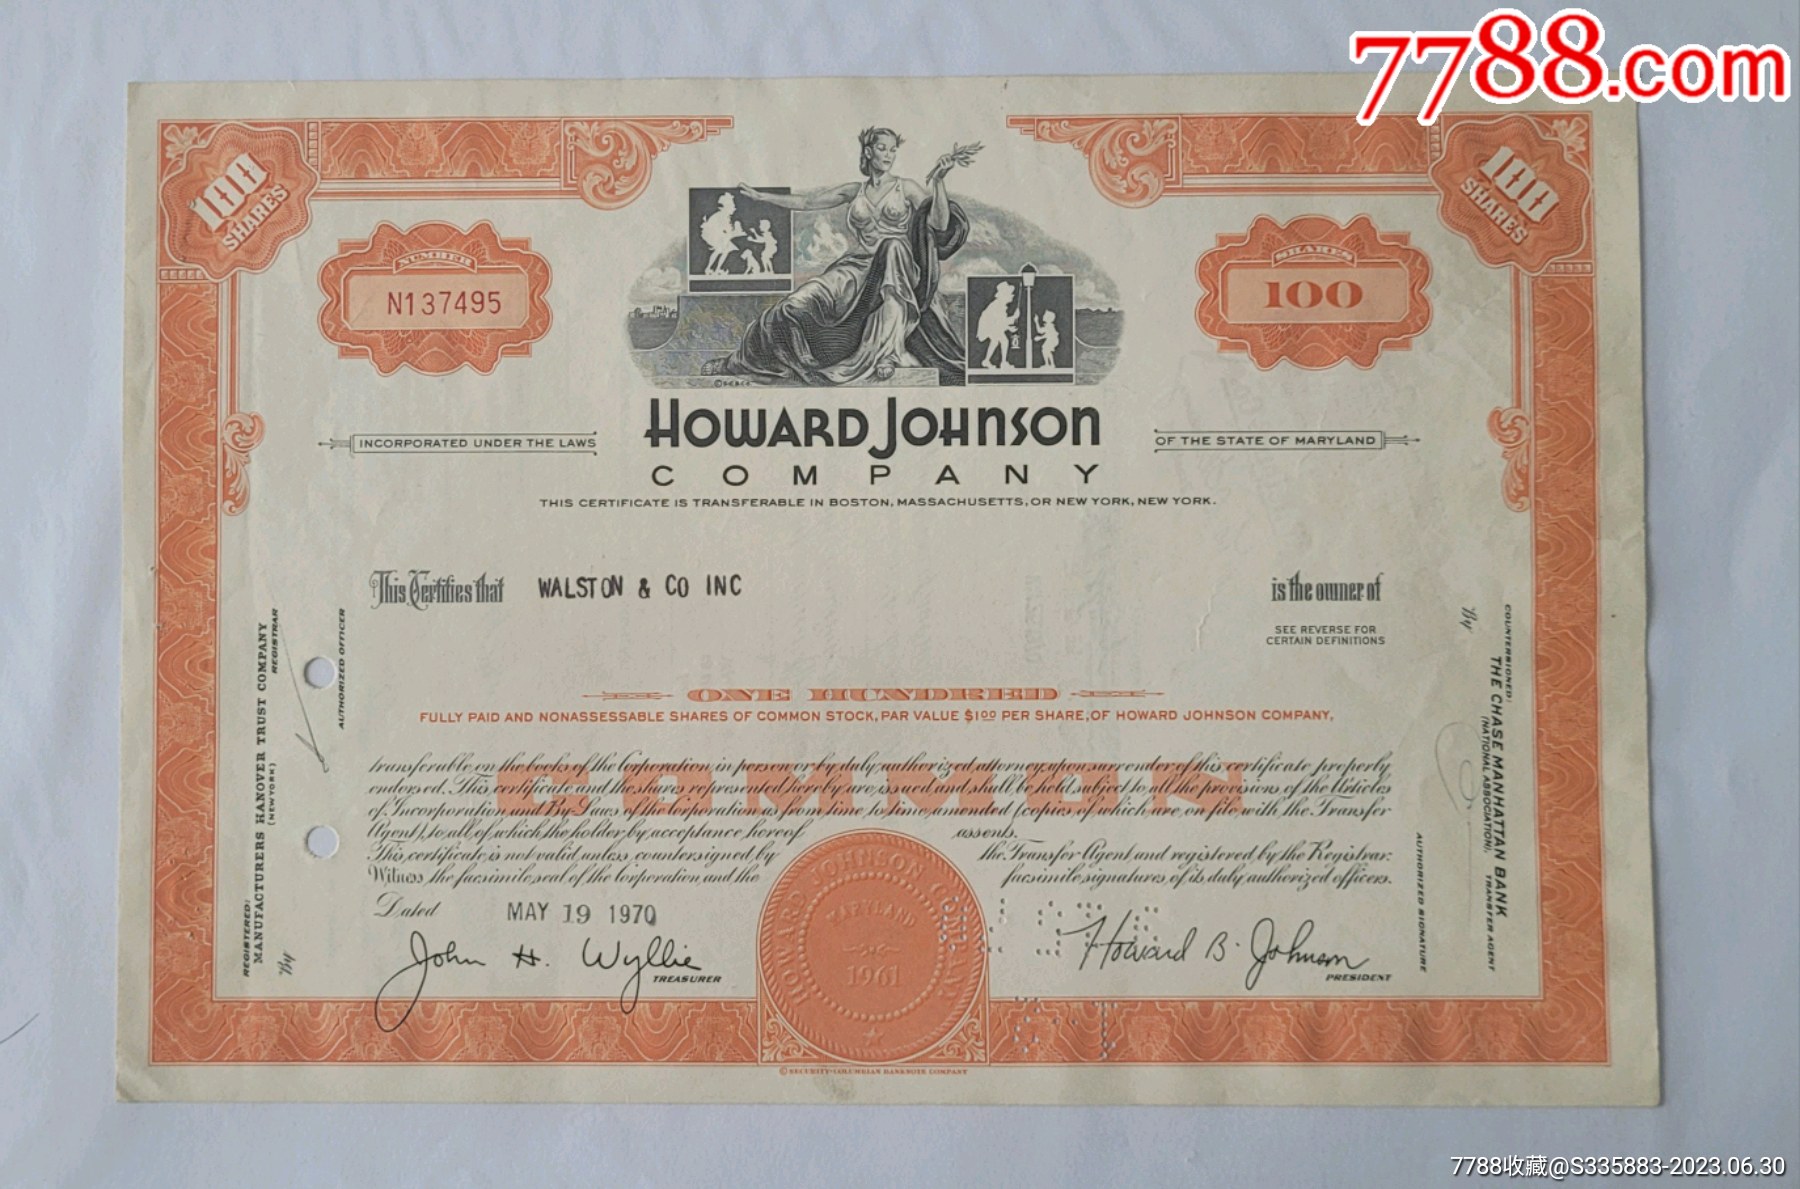 7788.com
100
SHARES
100
SHARES
NUMBER
N137495
SHARES
100
HOWARD JOHNSON
COMPANY
INCORPORATED UNDER THE LAWS
OF THE STATE OF MARYLAND
THIS CERTIFICATE IS TRANSFERABLE IN BOSTON, MASSACHUSETTS, OR NEW YORK, NEW YORK.
This Certifies that WALSTON & CO INC is the owner of
SEE REVERSE FOR
CERTAIN DEFINITIONS
ONE HUNDRED
FULLY PAID AND NONASSESSABLE SHARES OF COMMON STOCK, PAR VALUE $1.00 PER SHARE, OF HOWARD JOHNSON COMPANY,
COMMON
transferable on the books of the Corporation in person or by duly authorized attorney upon surrender of this certificate properly
endorsed. This certificate and the shares represented hereby are issued and shall be held subject to all the provisions of the Articles
of Incorporation and By-Laws of the Corporation as from time to time amended (copies of which are on file with the Transfer
Agent), to all of which the holder by acceptance hereof assents.
This certificate is not valid unless countersigned by the Transfer Agent and registered by the Registrar.
Witness the facsimile seal of the Corporation and the facsimile signatures of its duly authorized officers.
Dated MAY 19 1970
John H. Wyllie
TREASURER
Howard B. Johnson
PRESIDENT
HOWARD JOHNSON COMPANY
MARYLAND
1961
REGISTERED:
MANUFACTURERS HANOVER TRUST COMPANY
(NEW YORK)
REGISTRAR
By
AUTHORIZED OFFICER
COUNTERSIGNED:
THE CHASE MANHATTAN BANK
(NATIONAL ASSOCIATION),
TRANSFER AGENT
By
AUTHORIZED SIGNATURE
©SECURITY-COLUMBIAN BANKNOTE COMPANY
7788收藏@S335883-2023.06.30